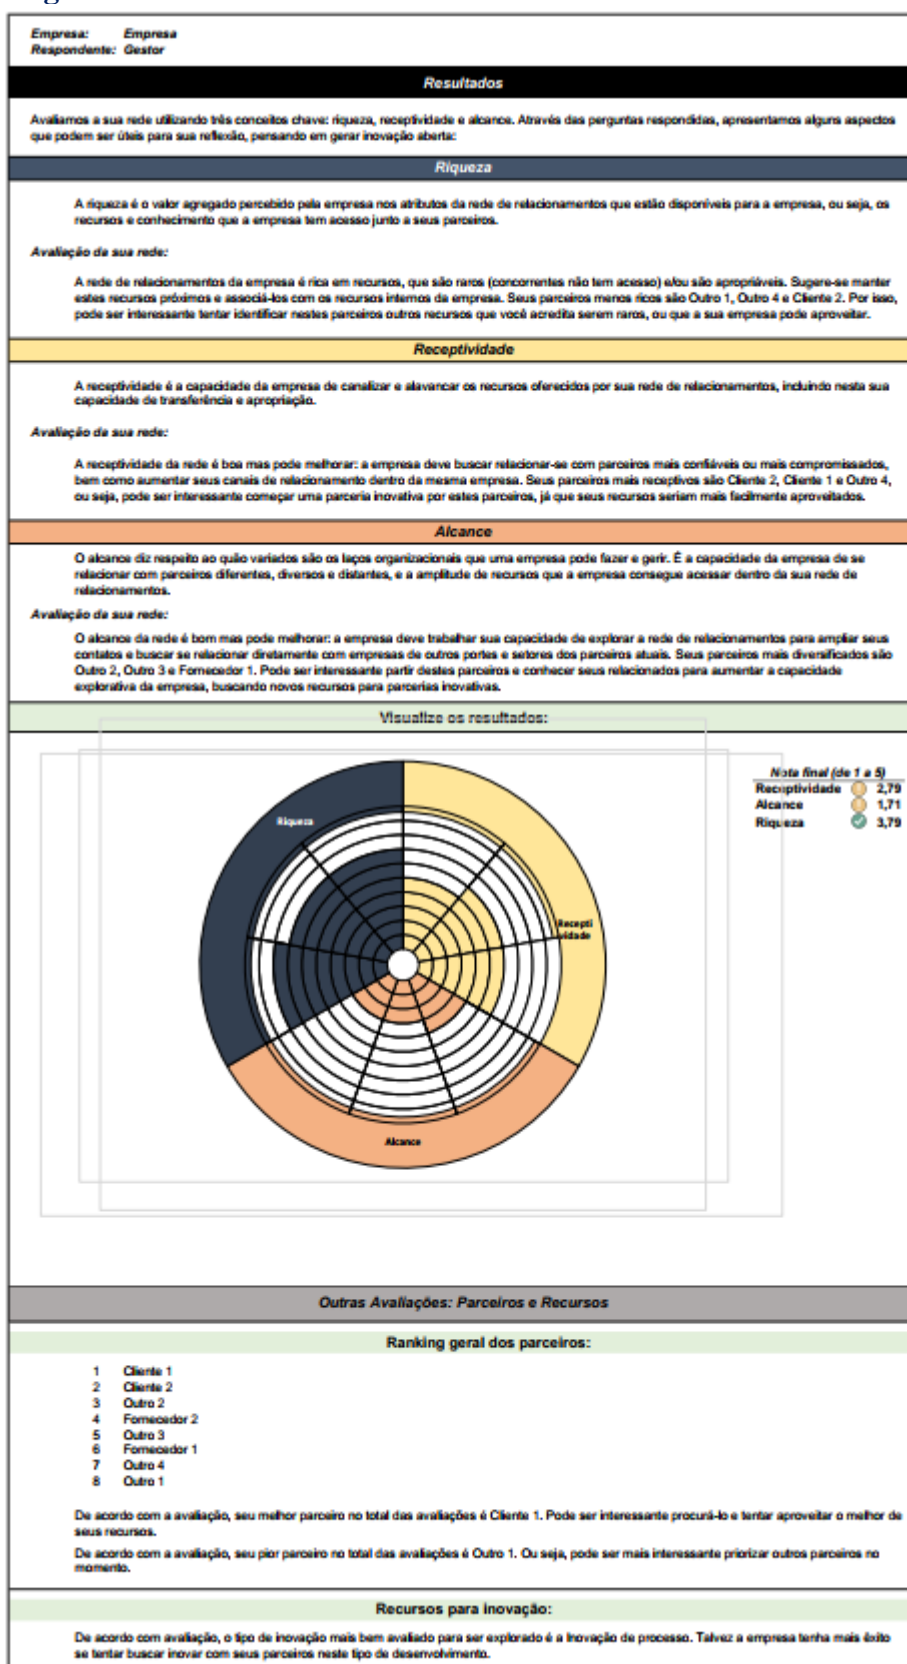 Empresa: Empresa
Respondente: Gestor
Resultados
Avaliamos a sua rede utilizando três conceitos chave: riqueza, receptividade e alcance. Através das perguntas respondidas, apresentamos alguns aspectos
que podem ser úteis para sua reflexão, pensando em gerar inovação aberta:
Riqueza
A riqueza é o valor agregado percebido pela empresa nos atributos da rede de relacionamentos que estão disponíveis para a empresa, ou seja, os
recursos e conhecimento que a empresa tem acesso junto a seus parceiros.
Avaliação da sua rede:
A rede de relacionamentos da empresa é rica em recursos, que são raros (concorrentes não tem acesso) e/ou são apropriáveis. Sugere-se manter
estes recursos próximos e associá-los com os recursos internos da empresa. Seus parceiros menos ricos são Outro 1, Outro 4 e Cliente 2. Por isso,
pode ser interessante tentar identificar nestes parceiros outros recursos que você acredita serem raros, ou que a sua empresa pode aproveitar.
Receptividade
A receptividade é a capacidade da empresa de canalizar e alavancar os recursos oferecidos por sua rede de relacionamentos, incluindo nesta sua
capacidade de transferência e apropriação.
Avaliação da sua rede:
A receptividade da rede é boa mas pode melhorar: a empresa deve buscar relacionar-se com parceiros mais confiáveis ou mais compromissados,
bem como aumentar seus canais de relacionamento dentro da mesma empresa. Seus parceiros mais receptivos são Cliente 2, Cliente 1 e Outro 4,
ou seja, pode ser interessante começar uma parceria inovativa por estes parceiros, já que seus recursos seriam mais facilmente aproveitados.
Alcance
O alcance diz respeito ao quão variados são os laços organizacionais que uma empresa pode fazer e gerir. É a capacidade da empresa de se
relacionar com parceiros diferentes, diversos e distantes, e a amplitude de recursos que a empresa consegue acessar dentro da sua rede de
relacionamentos.
Avaliação da sua rede:
O alcance da rede é bom mas pode melhorar: a empresa deve trabalhar sua capacidade de explorar a rede de relacionamentos para ampliar seus
contatos e buscar se relacionar diretamente com empresas de outros portes e setores dos parceiros atuais. Seus parceiros mais diversificados são
Outro 2, Outro 3 e Fornecedor 1. Pode ser interessante partir destes parceiros e conhecer seus relacionados para aumentar a capacidade
explorativa da empresa, buscando novos recursos para parcerias inovativas.
Visualize os resultados:
Nota final (de 1 a 5)
Receptividade 2,79
Alcance 1,71
Riqueza 3,79
Riqueza
Recepti
vidade
Alcance
Outras Avaliações: Parceiros e Recursos
Ranking geral dos parceiros:
1 Cliente 1
2 Cliente 2
3 Outro 2
4 Fornecedor 2
5 Outro 3
6 Fornecedor 1
7 Outro 4
8 Outro 1
De acordo com a avaliação, seu melhor parceiro no total das avaliações é Cliente 1. Pode ser interessante procurá-lo e tentar aproveitar o melhor de
seus recursos.
De acordo com a avaliação, seu pior parceiro no total das avaliações é Outro 1. Ou seja, pode ser mais interessante priorizar outros parceiros no
momento.
Recursos para inovação:
De acordo com avaliação, o tipo de inovação mais bem avaliado para ser explorado é a Inovação de processo. Talvez a empresa tenha mais êxito
se tentar buscar inovar com seus parceiros neste tipo de desenvolvimento.